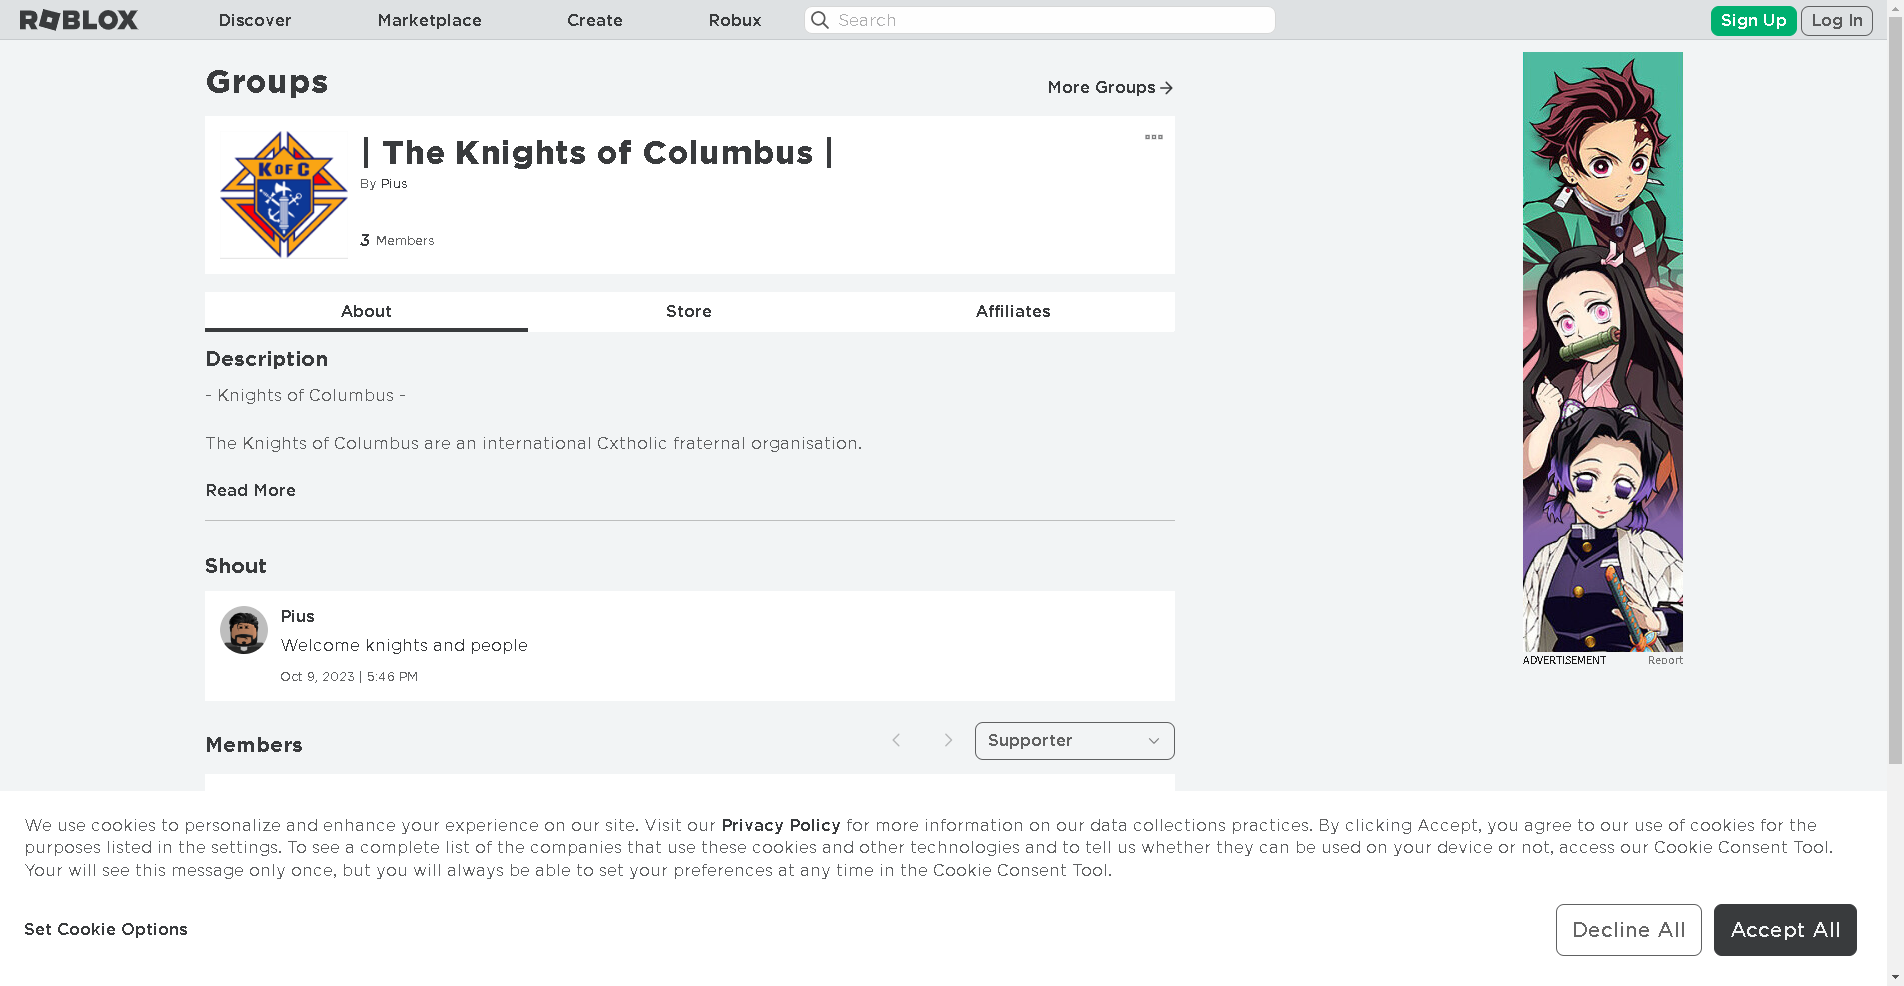 ROBLOX
Discover
Marketplace
Create
Robux
Search
Sign Up
Log In
Groups
More Groups
K OF C
| The Knights of Columbus |
By Pius
3 Members
About
Store
Affiliates
Description
- Knights of Columbus -
The Knights of Columbus are an international Cxtholic fraternal organisation.
Read More
Shout
Pius
Welcome knights and people
Oct 9, 2023 | 5:46 PM
ADVERTISEMENT
Report
Members
Supporter
We use cookies to personalize and enhance your experience on our site. Visit our Privacy Policy for more information on our data collections practices. By clicking Accept, you agree to our use of cookies for the
purposes listed in the settings. To see a complete list of the companies that use these cookies and other technologies and to tell us whether they can be used on your device or not, access our Cookie Consent Tool.
Your will see this message only once, but you will always be able to set your preferences at any time in the Cookie Consent Tool.
Set Cookie Options
Decline All
Accept All